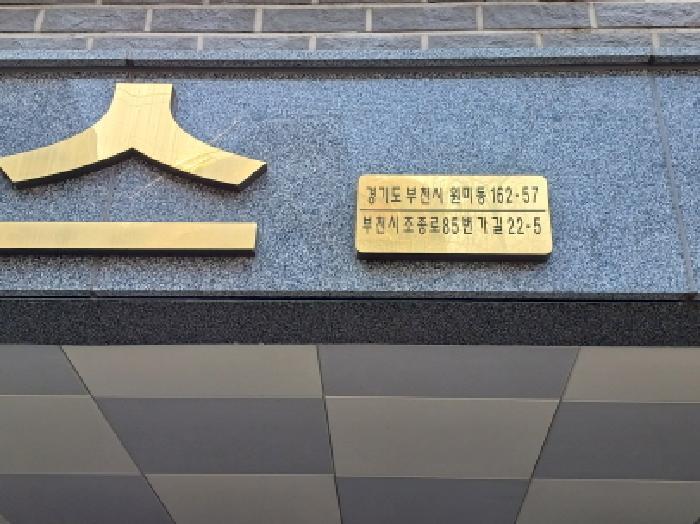 스
경기도 부천시 원미동 162-57
부천시 조종로85번가길 22-5